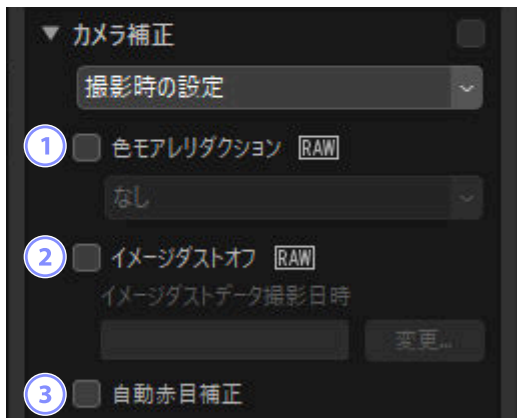 ▼ カメラ補正
撮影時の設定
1 色モアレリダクション RAW
なし
2 イメージダストオフ RAW
イメージダストデータ撮影日時
変更...
3 自動赤目補正